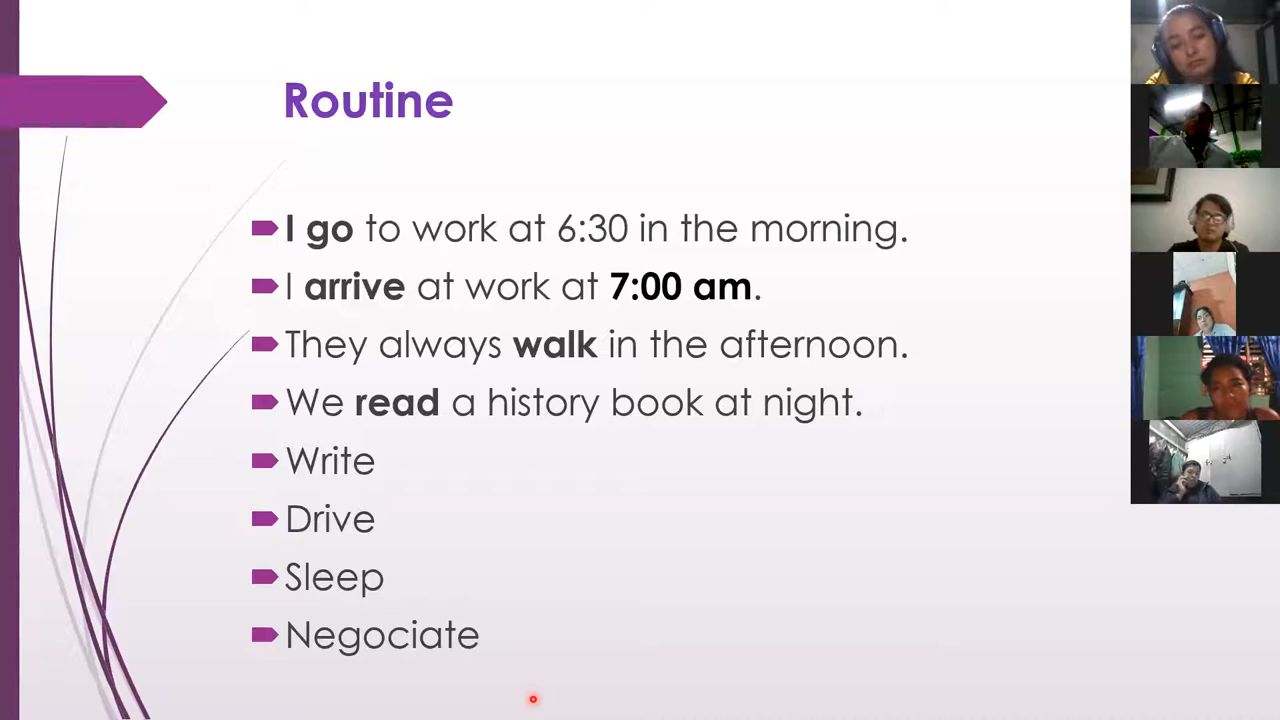 Routine
I go to work at 6:30 in the morning.
I arrive at work at 7:00 am.
They always walk in the afternoon.
We read a history book at night.
Write
Drive
Sleep
Negociate